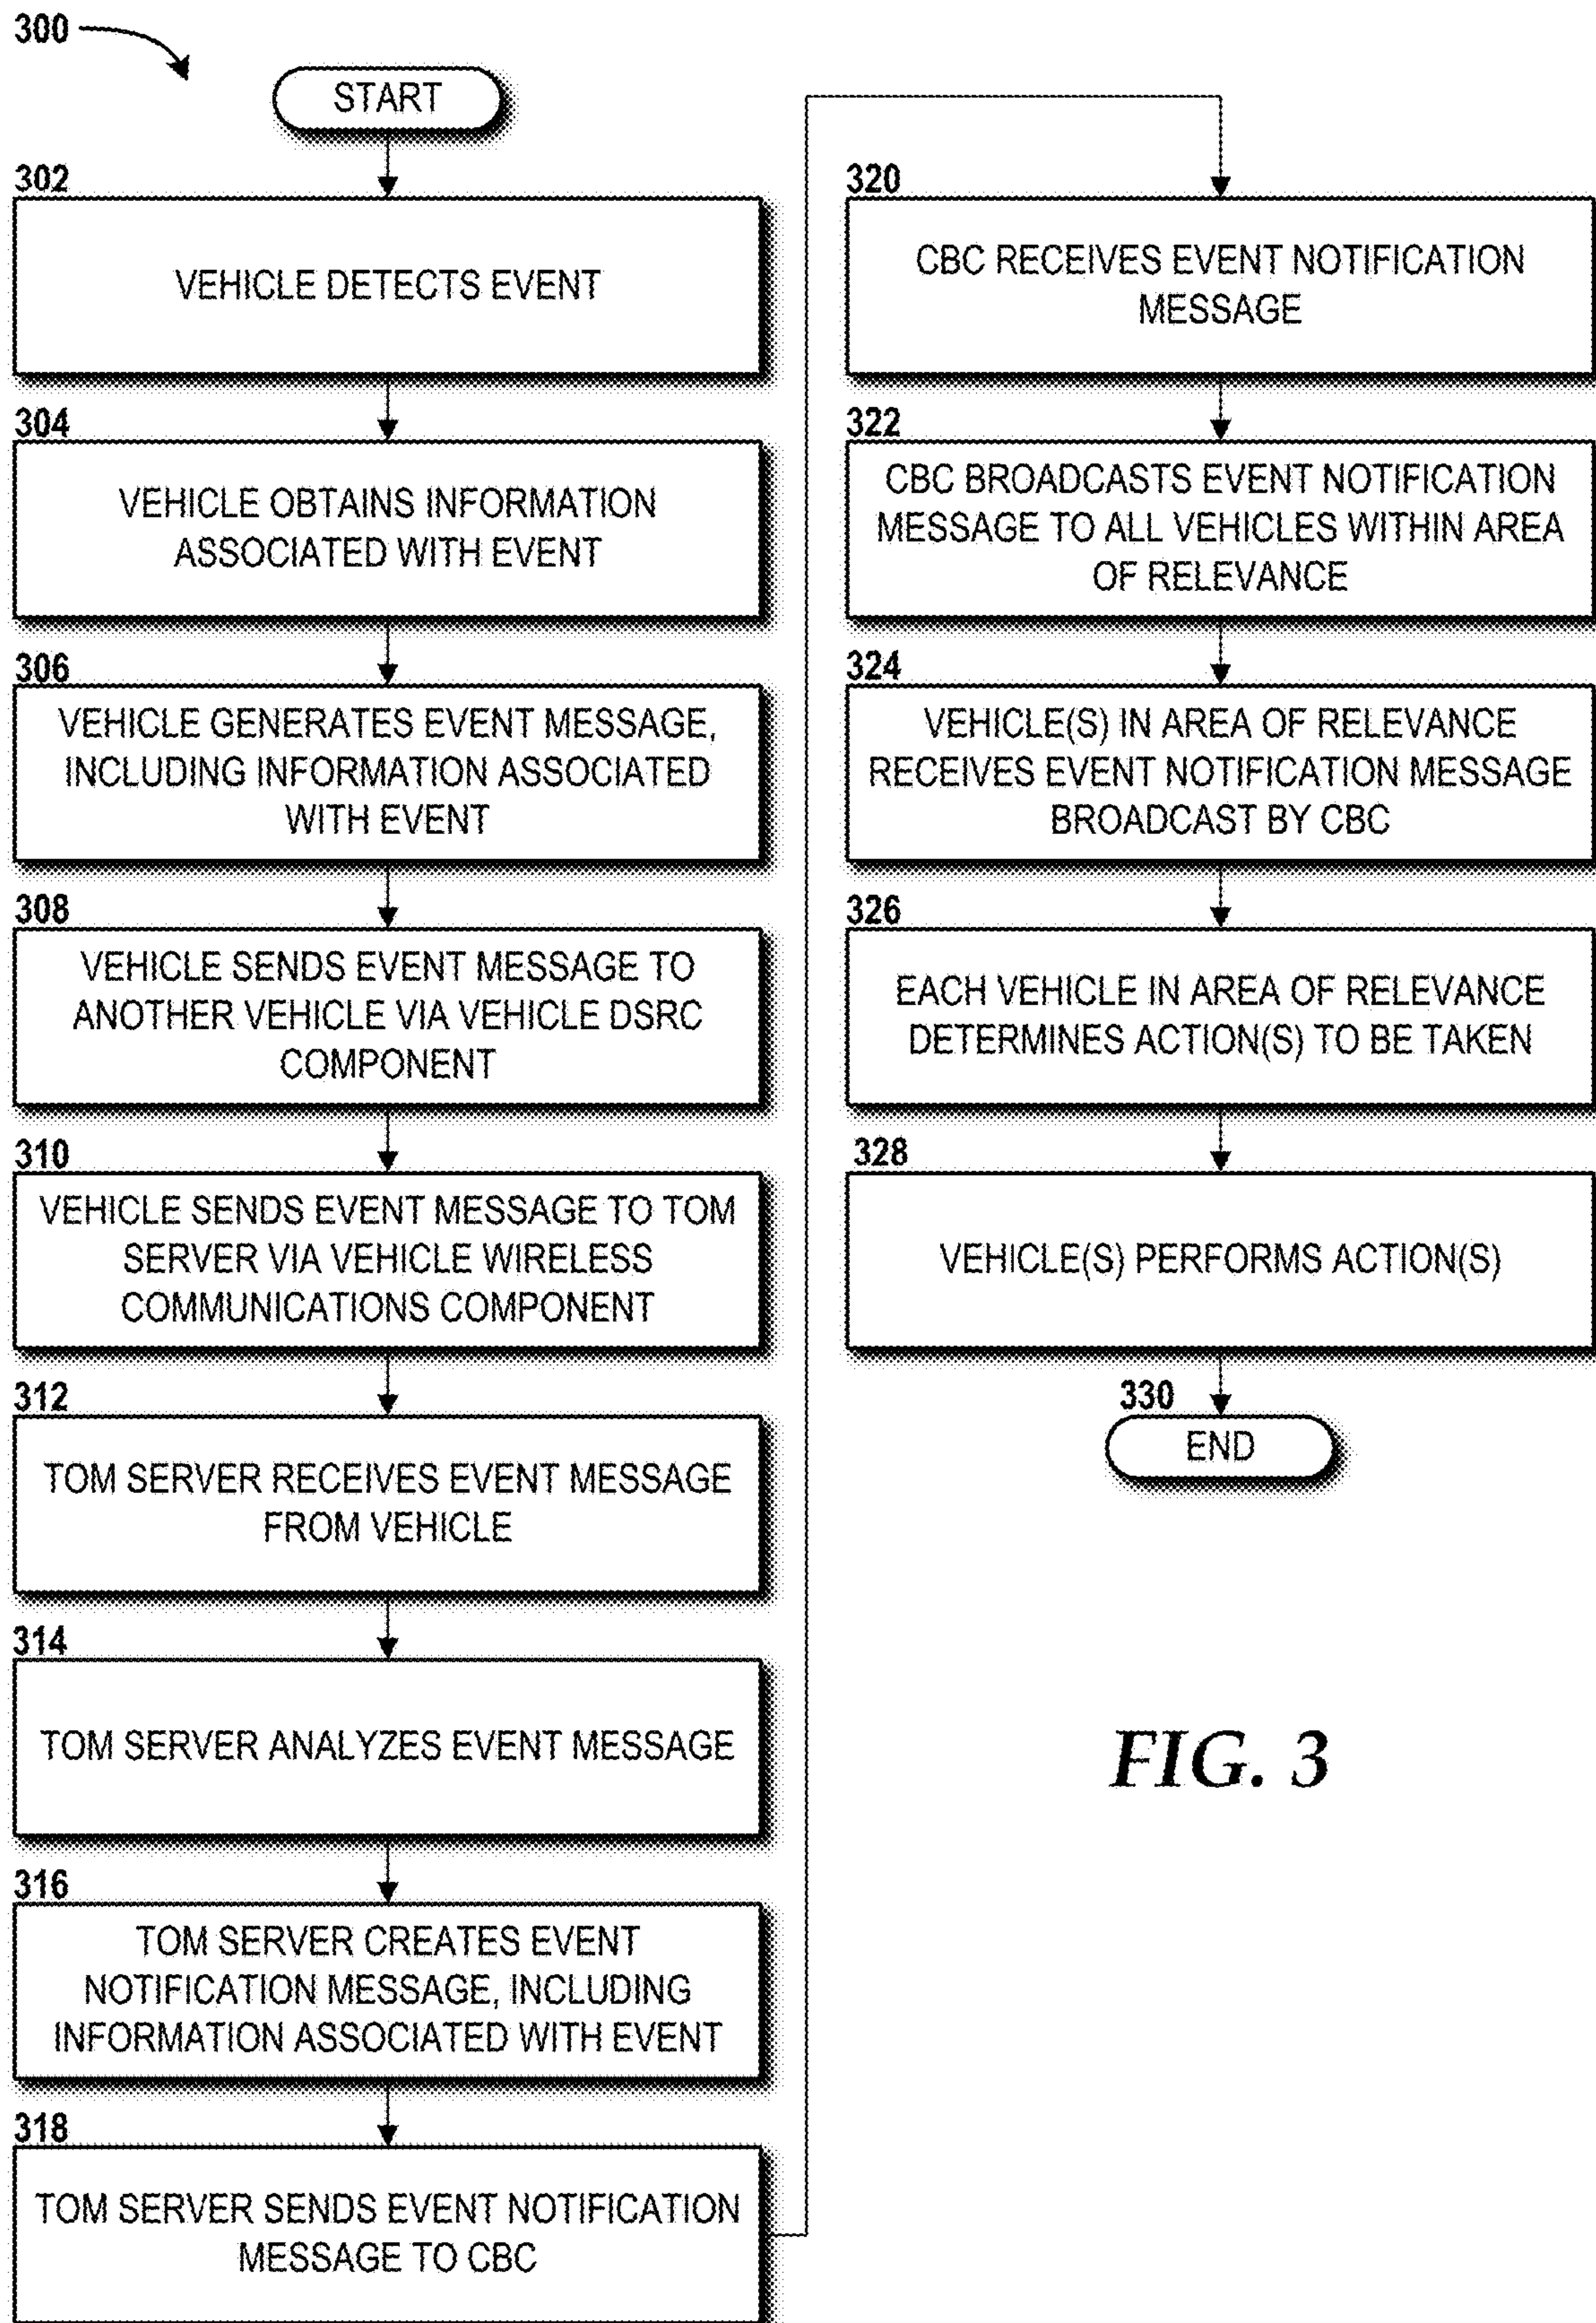 300
START
302
VEHICLE DETECTS EVENT
304
VEHICLE OBTAINS INFORMATION
ASSOCIATED WITH EVENT
306
VEHICLE GENERATES EVENT MESSAGE,
INCLUDING INFORMATION ASSOCIATED
WITH EVENT
308
VEHICLE SENDS EVENT MESSAGE TO
ANOTHER VEHICLE VIA VEHICLE DSRC
COMPONENT
310
VEHICLE SENDS EVENT MESSAGE TO TOM
SERVER VIA VEHICLE WIRELESS
COMMUNICATIONS COMPONENT
312
TOM SERVER RECEIVES EVENT MESSAGE
FROM VEHICLE
314
TOM SERVER ANALYZES EVENT MESSAGE
316
TOM SERVER CREATES EVENT
NOTIFICATION MESSAGE, INCLUDING
INFORMATION ASSOCIATED WITH EVENT
318
TOM SERVER SENDS EVENT NOTIFICATION
MESSAGE TO CBC
320
CBC RECEIVES EVENT NOTIFICATION
MESSAGE
322
CBC BROADCASTS EVENT NOTIFICATION
MESSAGE TO ALL VEHICLES WITHIN AREA
OF RELEVANCE
324
VEHICLE(S) IN AREA OF RELEVANCE
RECEIVES EVENT NOTIFICATION MESSAGE
BROADCAST BY CBC
326
EACH VEHICLE IN AREA OF RELEVANCE
DETERMINES ACTION(S) TO BE TAKEN
328
VEHICLE(S) PERFORMS ACTION(S)
330
END
FIG. 3